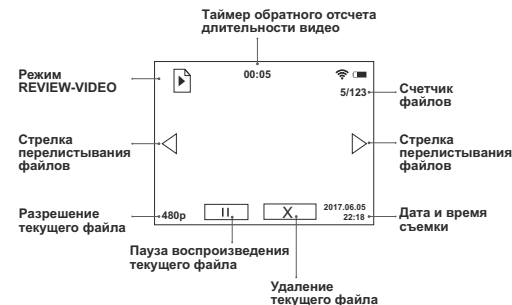 Таймер обратного отсчета
длительности видео
Режим
REVIEW-VIDEO
00:05
5/123
Счетчик
файлов
Стрелка
перелистывания
файлов
Стрелка
перелистывания
файлов
Разрешение
текущего файла
480p
II
X
2017.06.05
22:18
Дата и время
съемки
Пауза воспроизведения
текущего файла
Удаление
текущего файла